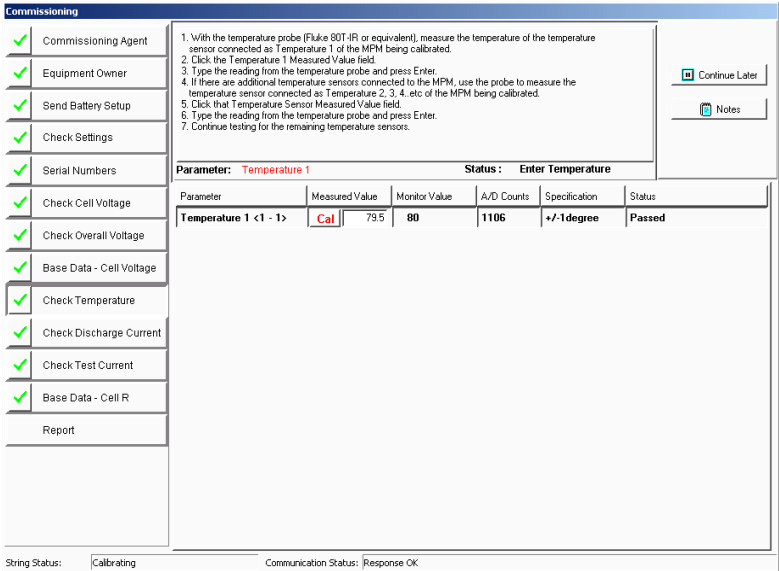 Commissioning
Commissioning Agent
Equipment Owner
Send Battery Setup
Check Settings
Serial Numbers
Check Cell Voltage
Check Overall Voltage
Base Data - Cell Voltage
Check Temperature
Check Discharge Current
Check Test Current
Base Data - Cell R
Report
1. With the temperature probe (Fluke 80T-IR or equivalent), measure the temperature of the temperature
sensor connected as Temperature 1 of the MPM being calibrated.
2. Click the Temperature 1 Measured Value field.
3. Type the reading from the temperature probe and press Enter.
4. If there are additional temperature sensors connected to the MPM, use the probe to measure the
temperature sensor connected as Temperature 2, 3, 4..etc of the MPM being calibrated.
5. Click that Temperature Sensor Measured Value field.
6. Type the reading from the temperature probe and press Enter.
7. Continue testing for the remaining temperature sensors.
Parameter: Temperature 1 Status : Enter Temperature
Continue Later
Notes
Parameter Measured Value Monitor Value A/D Counts Specification Status
Temperature 1 <1 - 1> Cal 79.5 80 1106 +/-1degree Passed
String Status: Calibrating Communication Status: Response OK